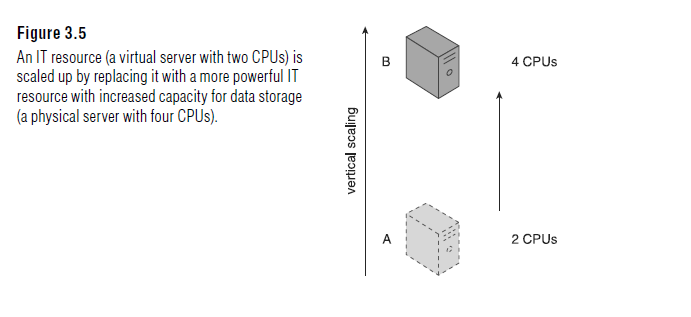 Figure 3.5
An IT resource (a virtual server with two CPUs) is
scaled up by replacing it with a more powerful IT
resource with increased capacity for data storage
(a physical server with four CPUs).
vertical scaling
B
4 CPUs
A
2 CPUs